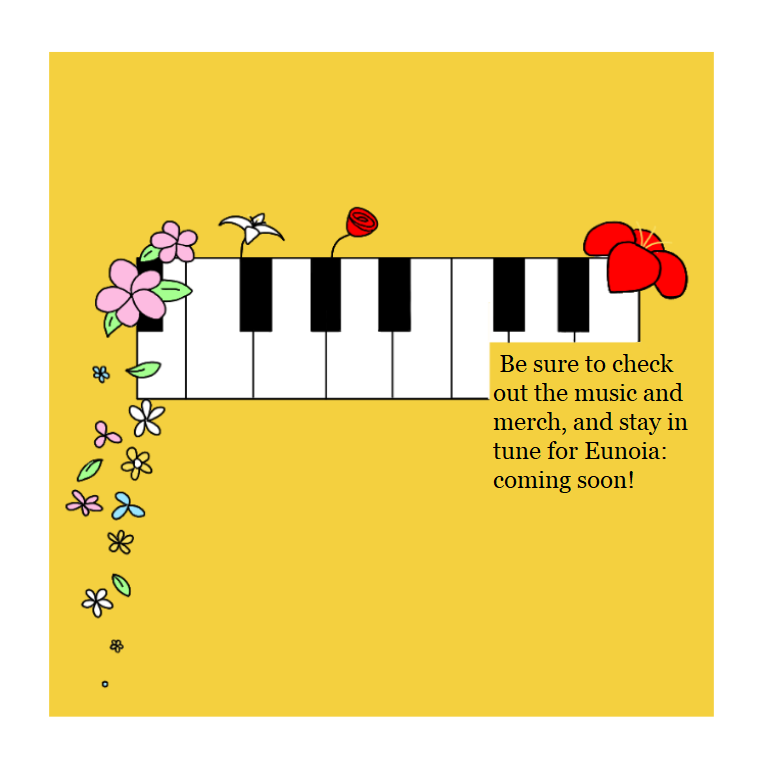 Be sure to check
out the music and
merch, and stay in
tune for Eunoia:
coming soon!